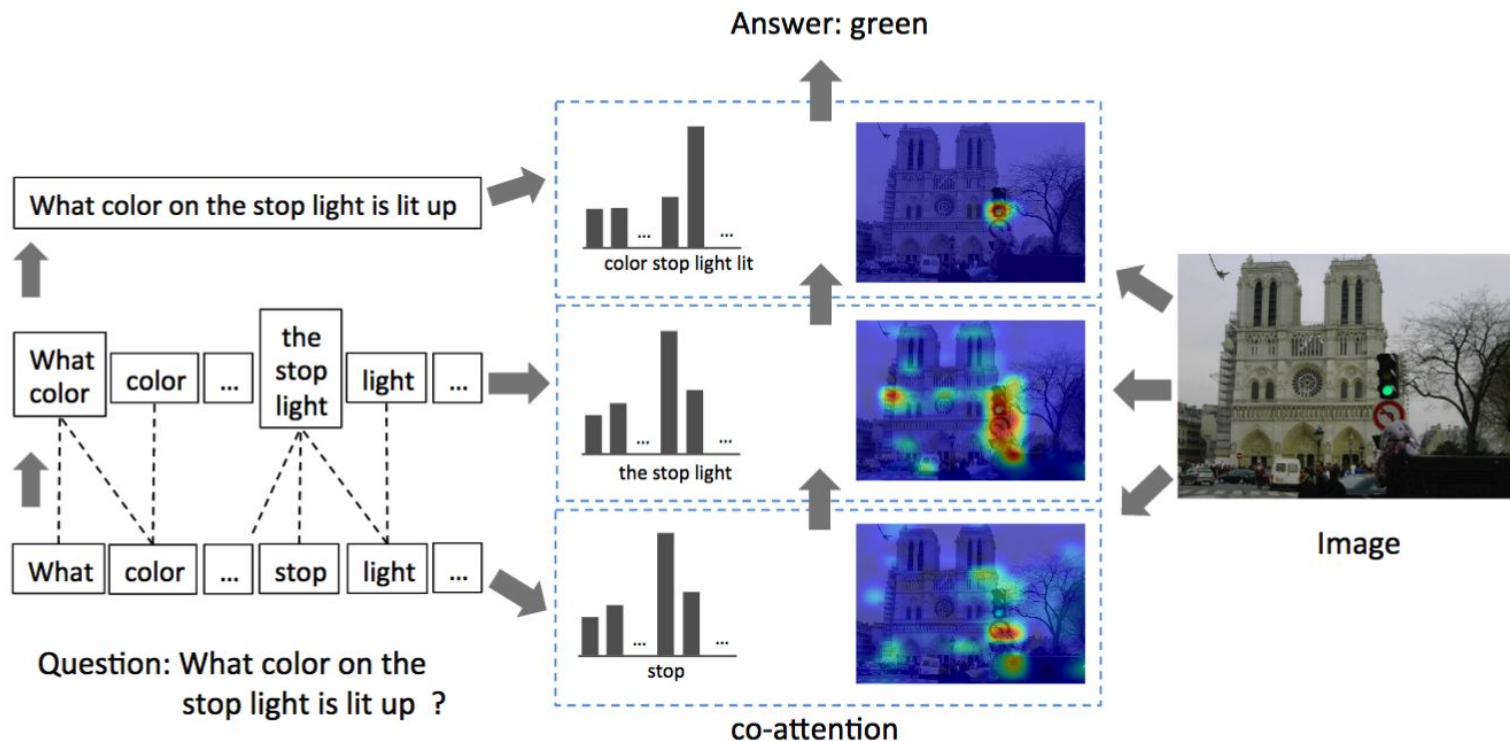 Answer: green
What color on the stop light is lit up
... ...
color stop light lit
What
color
color
...
the
stop
light
light
...
... ...
the stop light
What
color
...
stop
light
...
... ...
stop
Image
Question: What color on the
stop light is lit up ?
co-attention